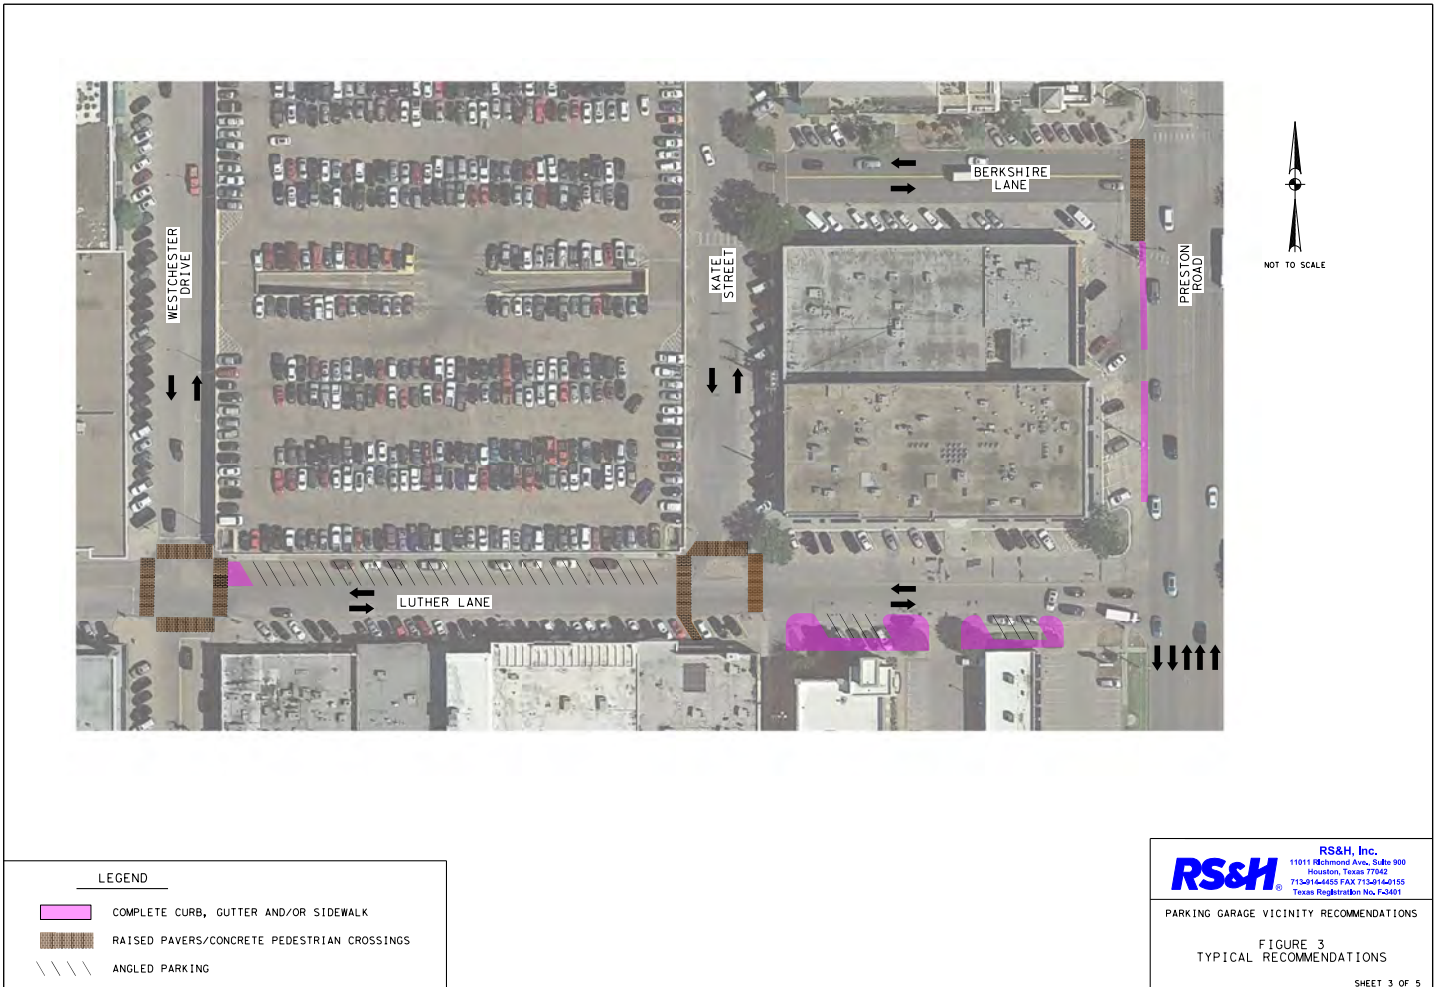 BERKSHIRE
LANE
WESTCHESTER
DRIVE
KATE
STREET
PRESTON
ROAD
NOT TO SCALE
LUTHER LANE
LEGEND
COMPLETE CURB, GUTTER AND/OR SIDEWALK
RAISED PAVERS/CONCRETE PEDESTRIAN CROSSINGS
ANGLED PARKING
RS&H®
RS&H, Inc.
11011 Richmond Ave., Suite 900
Houston, Texas 77042
713-914-4455 FAX 713-914-0155
Texas Registration No. F-3401
PARKING GARAGE VICINITY RECOMMENDATIONS
FIGURE 3
TYPICAL RECOMMENDATIONS
SHEET 3 OF 5